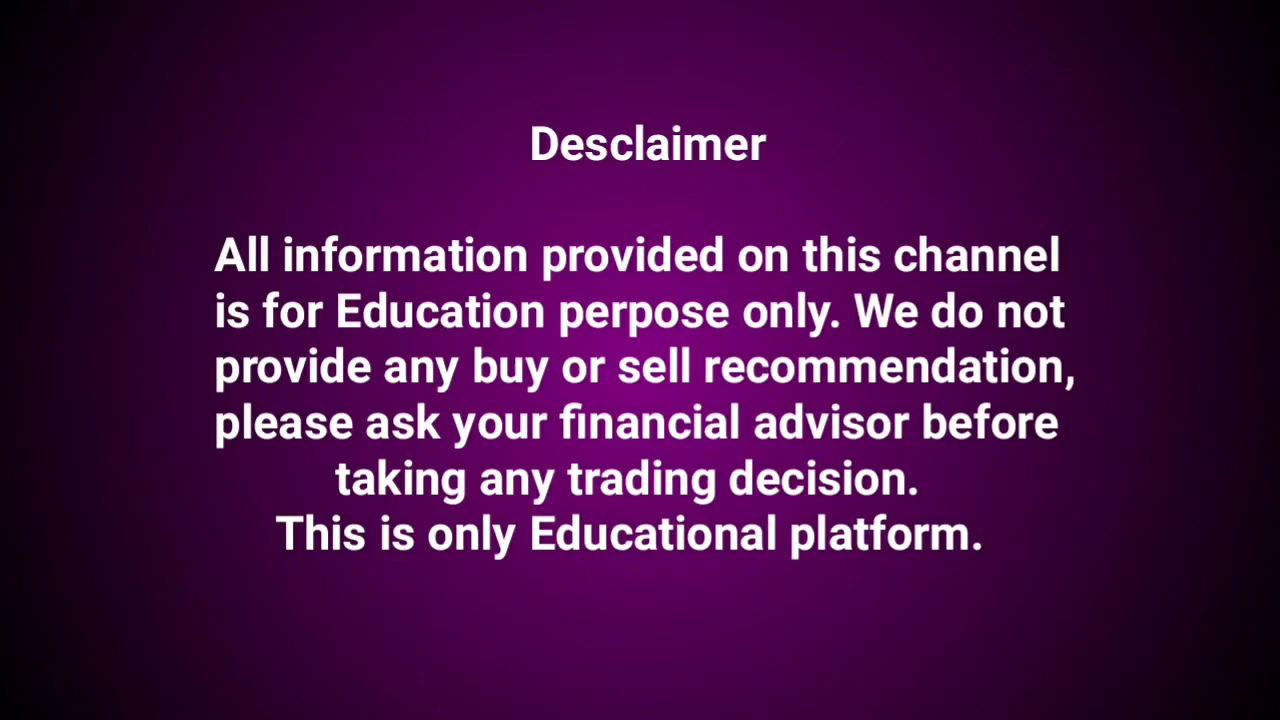 Desclaimer
All information provided on this channel
is for Education perpose only. We do not
provide any buy or sell recommendation,
please ask your financial advisor before
taking any trading decision.
This is only Educational platform.